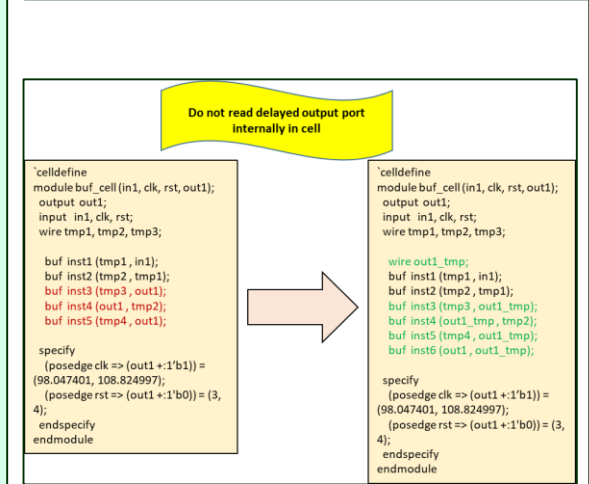 Do not read delayed output port
internally in cell
`celldefine
module buf_cell (in1, clk, rst, out1);
output out1;
input in1, clk, rst;
wire tmp1, tmp2, tmp3;
buf inst1 (tmp1 , in1);
buf inst2 (tmp2 , tmp1);
buf inst3 (tmp3 , out1);
buf inst4 (out1 , tmp2);
buf inst5 (tmp4 , out1);
specify
(posedge clk => (out1 +:1'b1)) =
(98.047401, 108.824997);
(posedge rst => (out1 +:1'b0)) = (3,
4);
endspecify
endmodule
`celldefine
module buf_cell (in1, clk, rst, out1);
output out1;
input in1, clk, rst;
wire tmp1, tmp2, tmp3;
wire out1_tmp;
buf inst1 (tmp1 , in1);
buf inst2 (tmp2 , tmp1);
buf inst3 (tmp3 , out1_tmp);
buf inst4 (out1_tmp , tmp2);
buf inst5 (tmp4 , out1_tmp);
buf inst6 (out1 , out1_tmp);
specify
(posedge clk => (out1 +:1'b1)) =
(98.047401, 108.824997);
(posedge rst => (out1 +:1'b0)) = (3,
4);
endspecify
endmodule